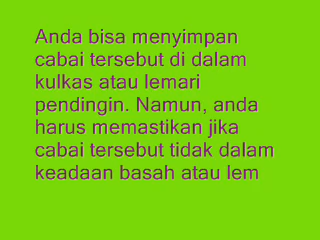 Anda bisa menyimpan
cabai tersebut di dalam
kulkas atau lemari
pendingin. Namun, anda
harus memastikan jika
cabai tersebut tidak dalam
keadaan basah atau lem